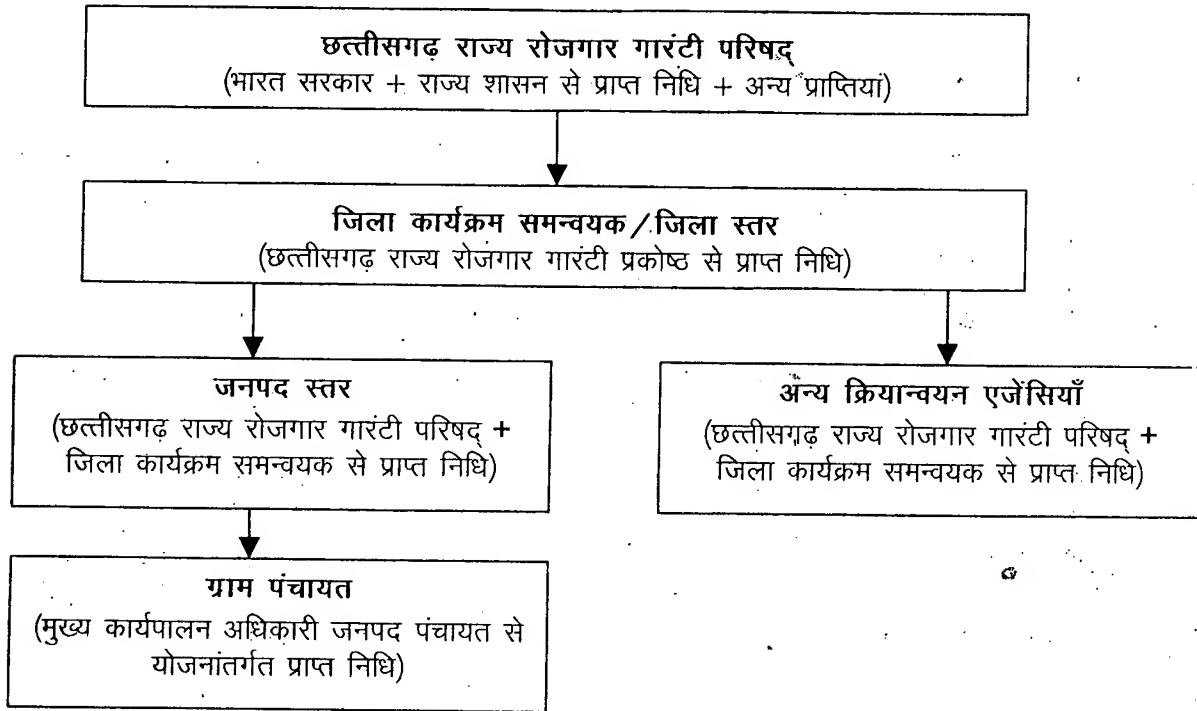 छत्तीसगढ़ राज्य रोजगार गारंटी परिषद्
(भारत सरकार + राज्य शासन से प्राप्त निधि + अन्य प्राप्तियां)
जिला कार्यक्रम समन्वयक/जिला स्तर
(छत्तीसगढ़ राज्य रोजगार गारंटी प्रकोष्ठ से प्राप्त निधि)
जनपद स्तर
(छत्तीसगढ़ राज्य रोजगार गारंटी परिषद् +
जिला कार्यक्रम समन्वयक से प्राप्त निधि)
अन्य क्रियान्वयन एजेंसियाँ
(छत्तीसगढ़ राज्य रोजगार गारंटी परिषद् +
जिला कार्यक्रम समन्वयक से प्राप्त निधि)
ग्राम पंचायत
(मुख्य कार्यपालन अधिकारी जनपद पंचायत से
योजनांतर्गत प्राप्त निधि)